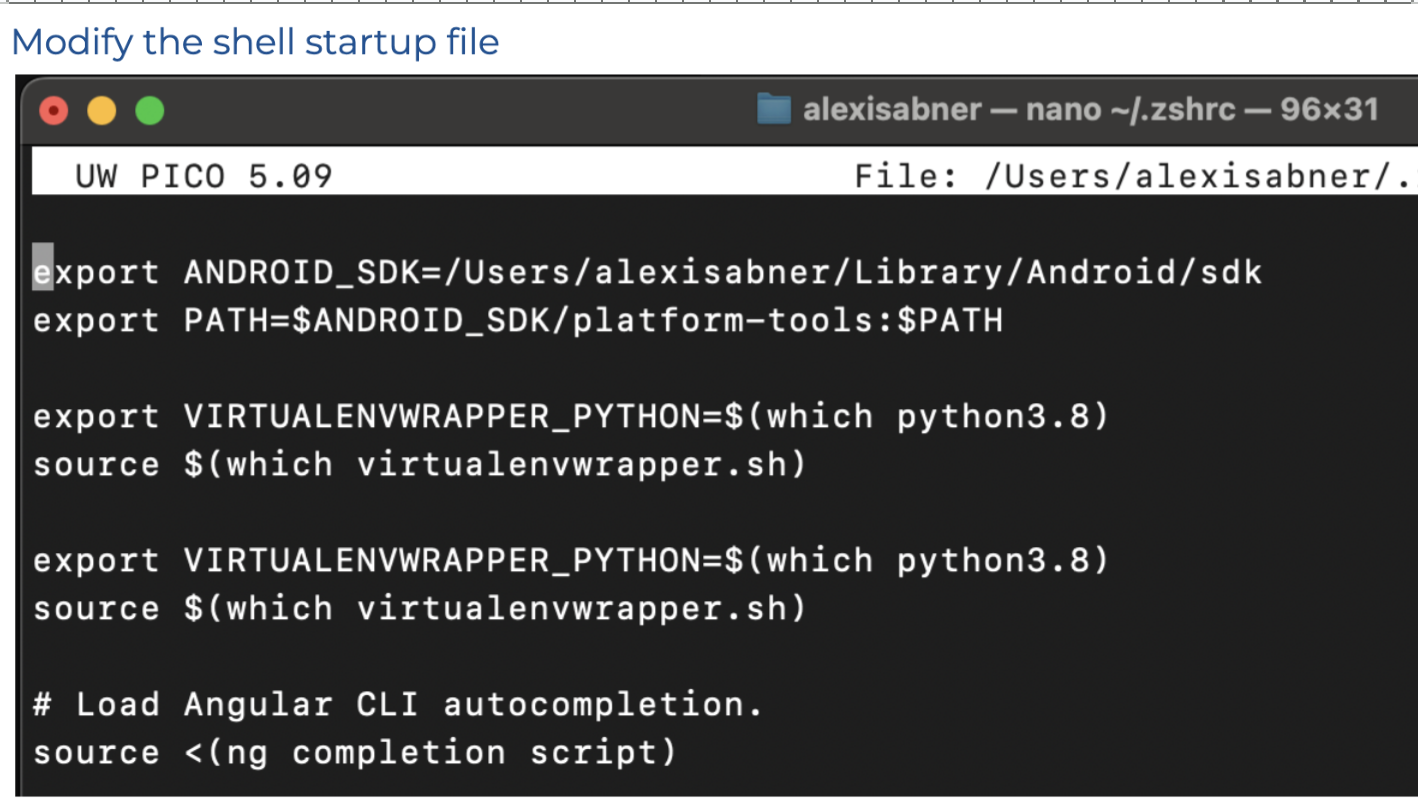 Modify the shell startup file
alexisabner — nano ~/.zshrc — 96×31
UW PICO 5.09 File: /Users/alexisabner/.
export ANDROID_SDK=/Users/alexisabner/Library/Android/sdk
export PATH=$ANDROID_SDK/platform-tools:$PATH
export VIRTUALENVWRAPPER_PYTHON=$(which python3.8)
source $(which virtualenvwrapper.sh)
export VIRTUALENVWRAPPER_PYTHON=$(which python3.8)
source $(which virtualenvwrapper.sh)
# Load Angular CLI autocompletion.
source <(ng completion script)